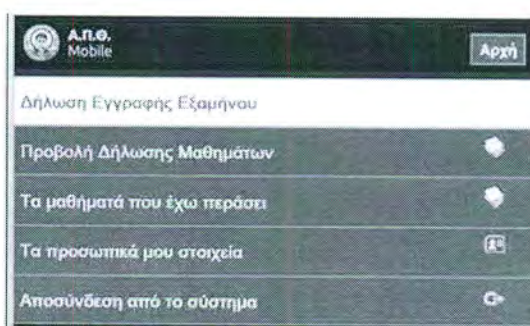 Α.Π.Θ.
Mobile
Αρχή
Δήλωση Εγγραφής Εξαμήνου
Προβολή Δήλωσης Μαθημάτων
Τα μαθήματά που έχω περάσει
Τα προσωπικά μου στοιχεία
Αποσύνδεση από το σύστημα